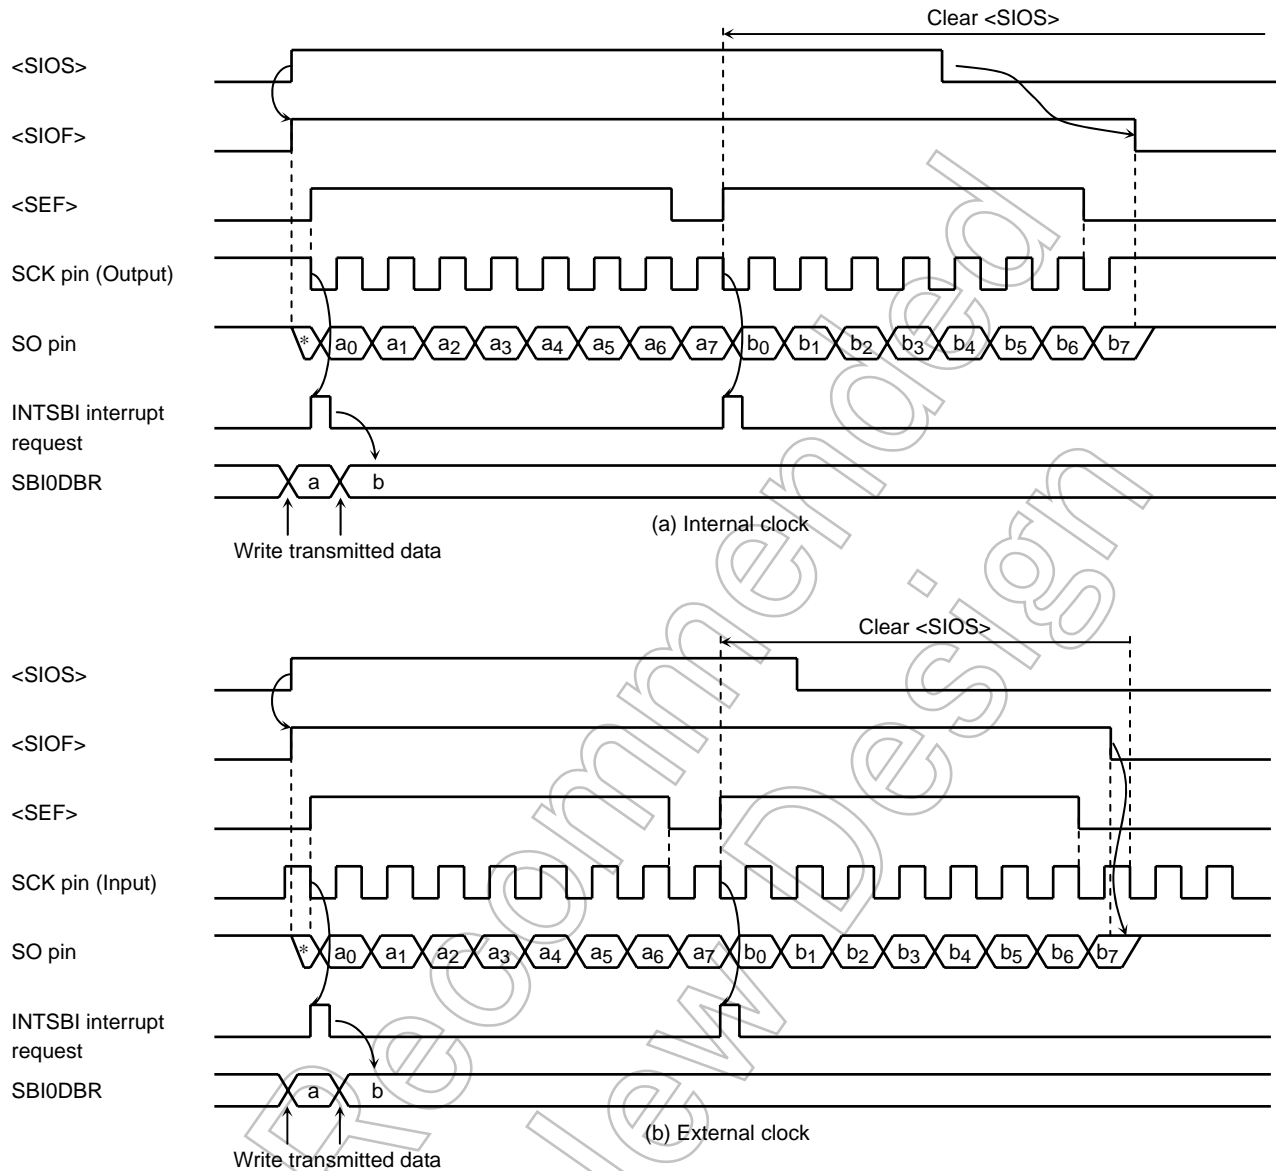 Clear <SIOS>
<SIOS>
<SIOF>
<SEF>
SCK pin (Output)
SO pin
* a0 a1 a2 a3 a4 a5 a6 a7 b0 b1 b2 b3 b4 b5 b6 b7
INTSBI interrupt
request
SBI0DBR
a b
(a) Internal clock
Write transmitted data
Clear <SIOS>
<SIOS>
<SIOF>
<SEF>
SCK pin (Input)
SO pin
* a0 a1 a2 a3 a4 a5 a6 a7 b0 b1 b2 b3 b4 b5 b6 b7
INTSBI interrupt
request
SBI0DBR
a b
(b) External clock
Write transmitted data
Recommended
Design